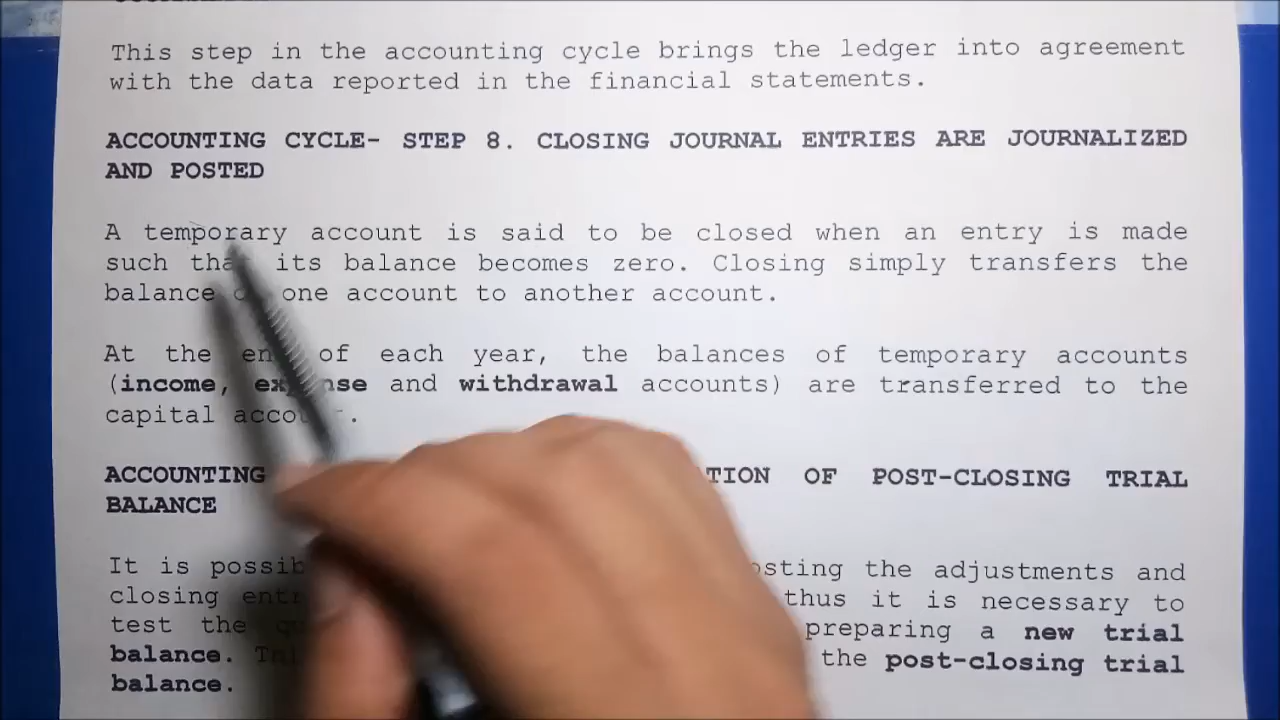 This step in the accounting cycle brings the ledger into agreement
with the data reported in the financial statements.
ACCOUNTING CYCLE- STEP 8. CLOSING JOURNAL ENTRIES ARE JOURNALIZED
AND POSTED
A temporary account is said to be closed when an entry is made
such that its balance becomes zero. Closing simply transfers the
balance one account to another account.
At the end of each year, the balances of temporary accounts
(income, expense and withdrawal accounts) are transferred to the
capital account.
ACCOUNTING OF POST-CLOSING TRIAL
BALANCE
It is the adjustments and
closing thus it is necessary to
test the preparing a new trial
balance. the post-closing trial
balance.